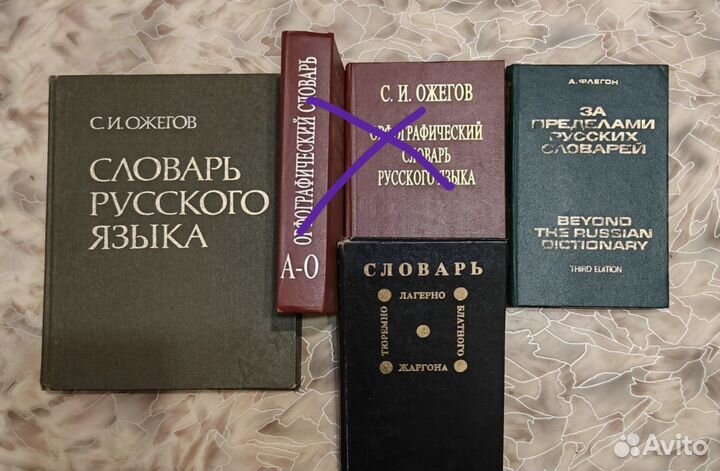 С.И. ОЖЕГОВ
СЛОВАРЬ
РУССКОГО
ЯЗЫКА
ОРФОГРАФИЧЕСКИЙ СЛОВАРЬ
А-О
С. И. ОЖЕГОВ
ОРФОГРАФИЧЕСКИЙ
СЛОВАРЬ
РУССКОГО ЯЗЫКА
А. ФЛЕГОН
ЗА
ПРЕДЕЛАМИ
РУССКИХ
СЛОВАРЕЙ
BEYOND
THE RUSSIAN
DICTIONARY
THIRD EDITION
СЛОВАРЬ
ТЮРЕМНО
ЛАГЕРНО
БЛАТНОГО
ЖАРГОНА
Avito